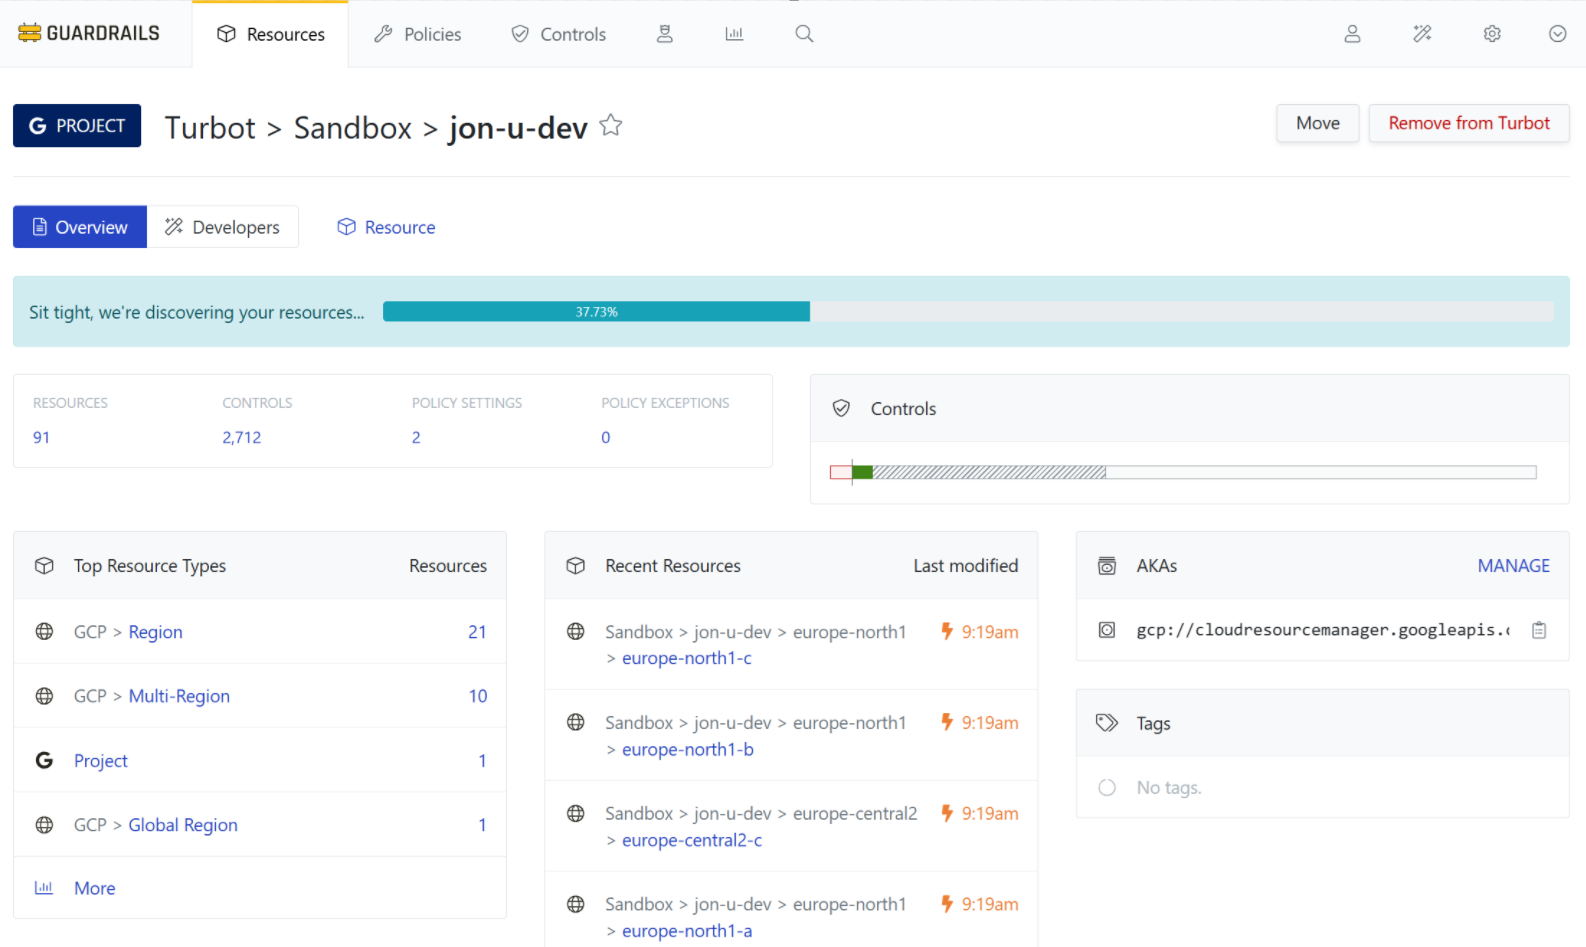 GUARDRAILS
Resources
Policies
Controls
G PROJECT
Turbot > Sandbox > jon-u-dev
Move
Remove from Turbot
Overview
Developers
Resource
Sit tight, we're discovering your resources...
37.73%
RESOURCES
CONTROLS
POLICY SETTINGS
POLICY EXCEPTIONS
91
2,712
2
0
Controls
Top Resource Types
Resources
GCP > Region
21
GCP > Multi-Region
10
G Project
1
GCP > Global Region
1
More
Recent Resources
Last modified
Sandbox > jon-u-dev > europe-north1
9:19am
> europe-north1-c
Sandbox > jon-u-dev > europe-north1
9:19am
> europe-north1-b
Sandbox > jon-u-dev > europe-central2
9:19am
> europe-central2-c
Sandbox > jon-u-dev > europe-north1
9:19am
> europe-north1-a
AKAs
MANAGE
gcp://cloudresourcemanager.googleapis.
Tags
No tags.